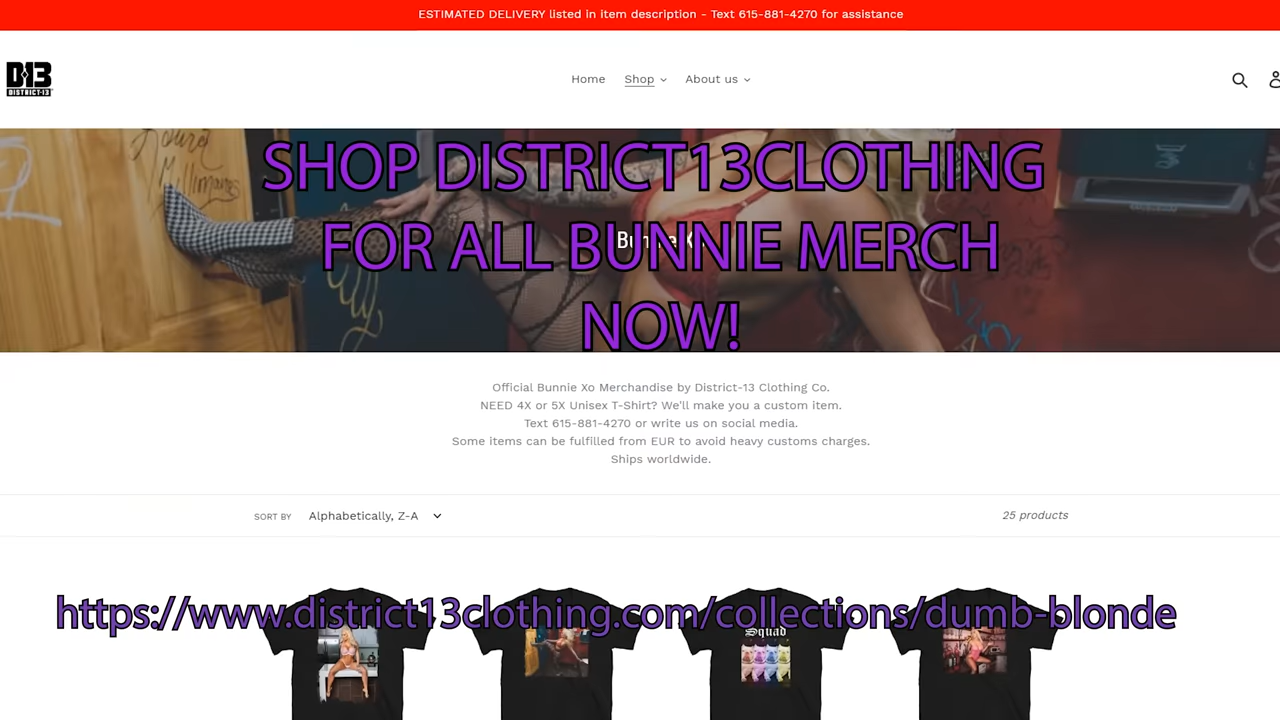 ESTIMATED DELIVERY listed in item description - Text 615-881-4270 for assistance
D13
DISTRICT-13
Home
Shop
About us
SHOP DISTRICT13CLOTHING
FOR ALL BUNNIE MERCH
NOW!
Bunnie Xo
Official Bunnie Xo Merchandise by District-13 Clothing Co.
NEED 4X or 5X Unisex T-Shirt? We'll make you a custom item.
Text 615-881-4270 or write us on social media.
Some items can be fulfilled from EUR to avoid heavy customs charges.
Ships worldwide.
SORT BY
Alphabetically, Z-A
25 products
https://www.district13clothing.com/collections/dumb-blonde
Squad